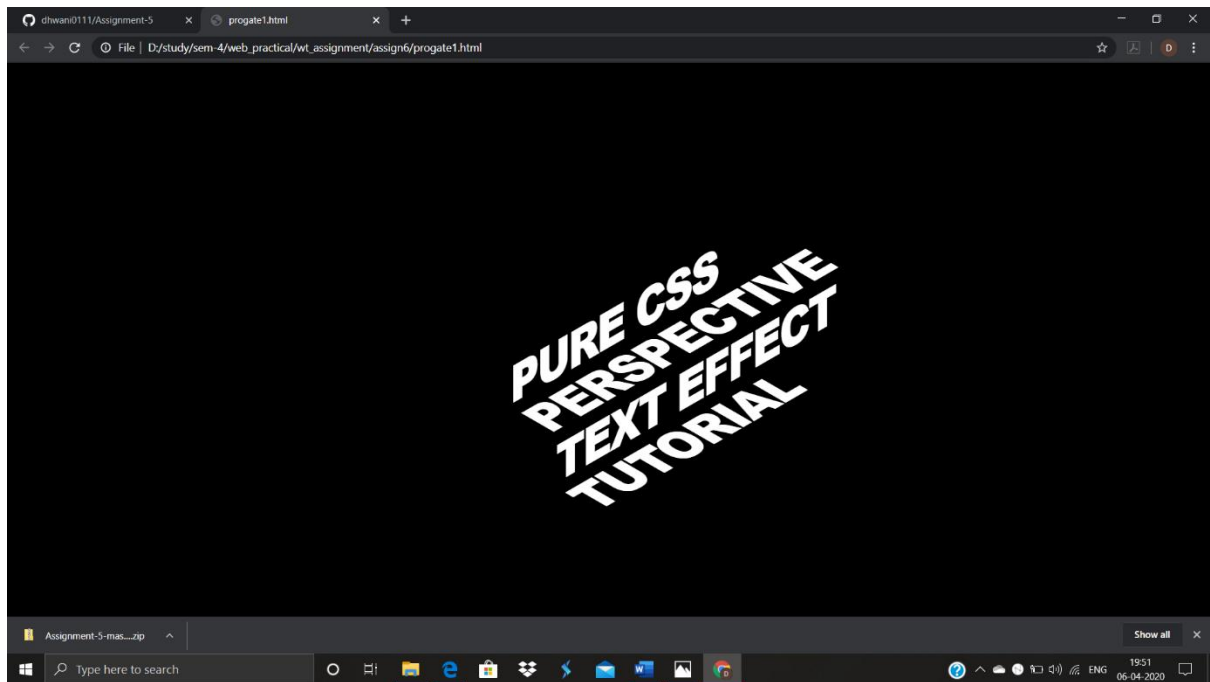 dhwani0111/Assignment-5
progate1.html
File | D:/study/sem-4/web_practical/wt_assignment/assign6/progate1.html
D
PURE CSS
PERSPECTIVE
TEXT EFFECT
TUTORIAL
Assignment-5-mas....zip
Show all
Type here to search
ENG
19:51
06-04-2020